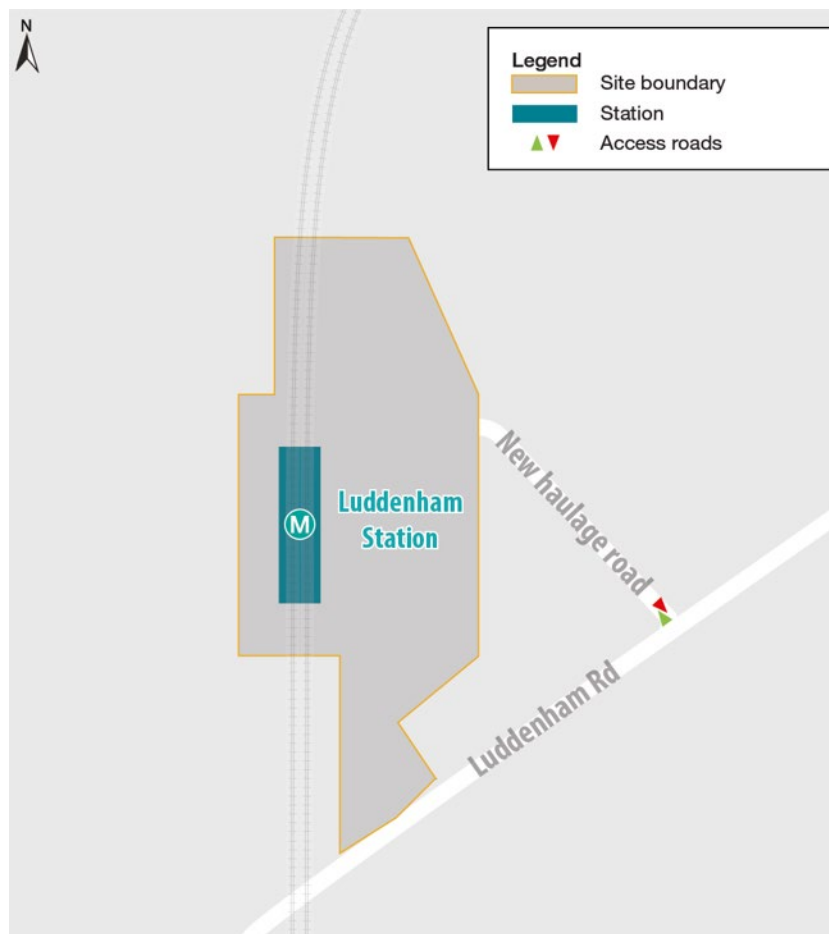 N
Legend
Site boundary
Station
Access roads
New haulage road
Luddenham
Station
M
Luddenham Rd